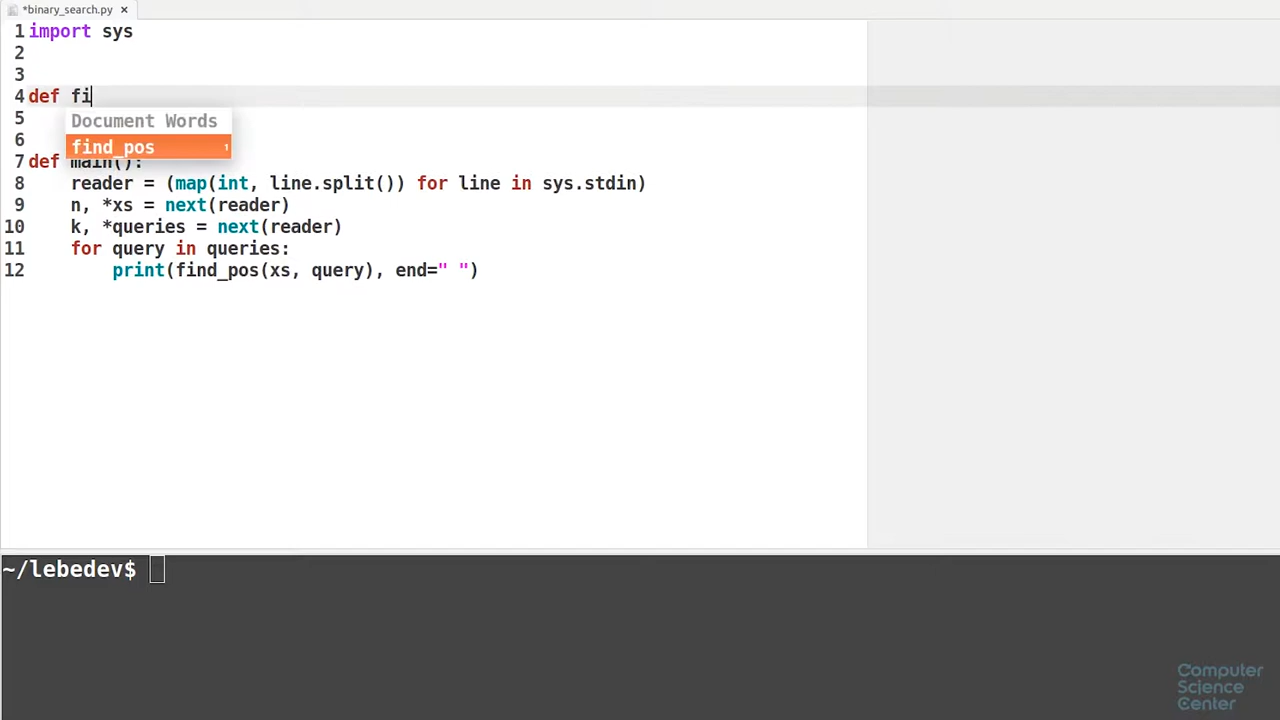 *binary_search.py ×
1 import sys
2
3
4 def fi
5 Document Words
6 find_pos
7 def main():
8 reader = (map(int, line.split()) for line in sys.stdin)
9 n, *xs = next(reader)
10 k, *queries = next(reader)
11 for query in queries:
12 print(find_pos(xs, query), end=" ")
~/lebedev$
Computer
Science
Center